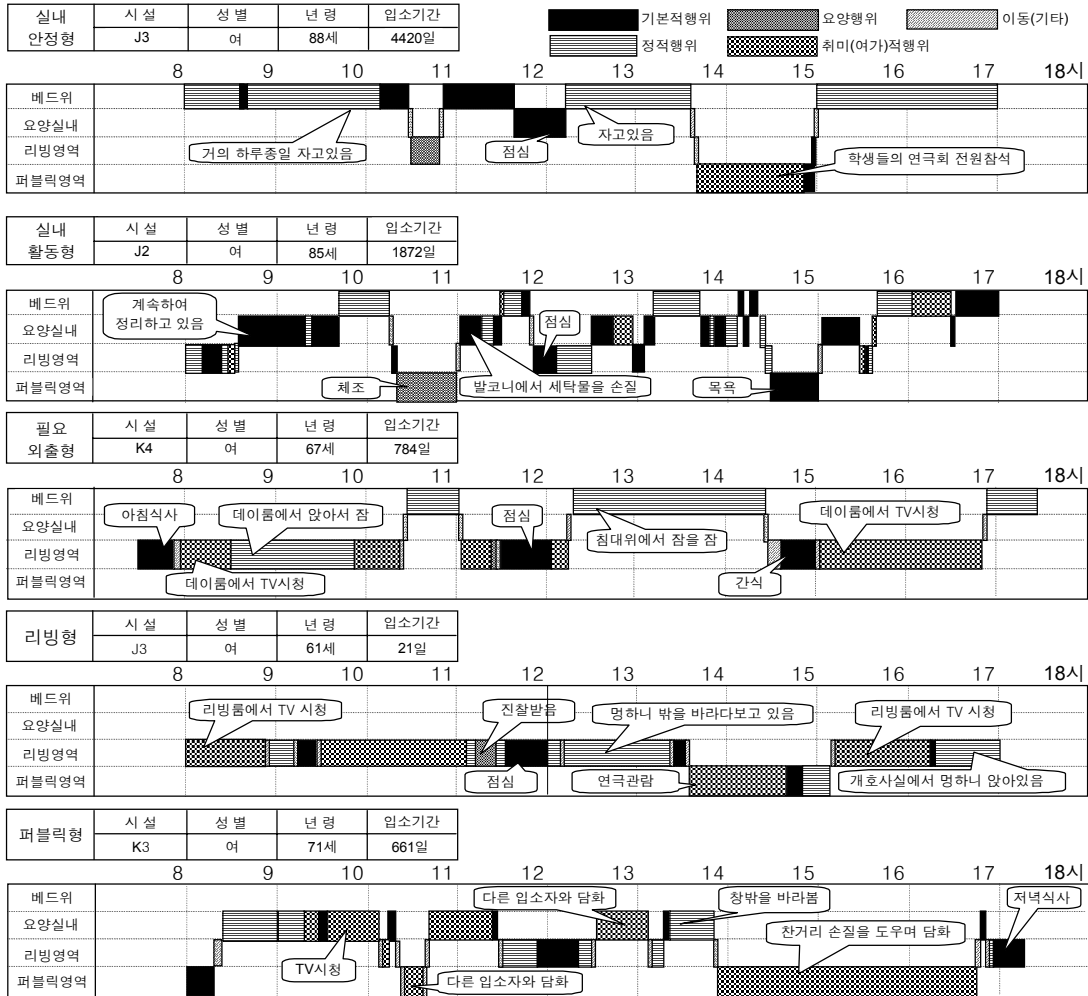 실내 안정형 시설 성별 년령 입소기간
J3 여 88세 4420일
기본적행위 요양행위 이동(기타)
정적행위 취미(여가)적행위
8 9 10 11 12 13 14 15 16 17 18시
베드위
요양실내
리빙영역
퍼블릭영역
거의 하루종일 자고있음
점심
자고있음
학생들의 연극회 전원참석
실내 활동형 시설 성별 년령 입소기간
J2 여 85세 1872일
8 9 10 11 12 13 14 15 16 17 18시
베드위
요양실내
리빙영역
퍼블릭영역
계속하여
정리하고 있음
체조
발코니에서 세탁물을 손질
점심
목욕
필요 외출형 시설 성별 년령 입소기간
K4 여 67세 784일
8 9 10 11 12 13 14 15 16 17 18시
베드위
요양실내
리빙영역
퍼블릭영역
아침식사
데이룸에서 앉아서 잠
데이룸에서 TV시청
점심
침대위에서 잠을 잠
간식
데이룸에서 TV시청
리빙형 시설 성별 년령 입소기간
J3 여 61세 21일
8 9 10 11 12 13 14 15 16 17 18시
베드위
요양실내
리빙영역
퍼블릭영역
리빙룸에서 TV 시청
진찰받음
점심
멍하니 밖을 바라다보고 있음
연극관람
리빙룸에서 TV 시청
개호사실에서 멍하니 앉아있음
퍼블릭형 시설 성별 년령 입소기간
K3 여 71세 661일
8 9 10 11 12 13 14 15 16 17 18시
베드위
요양실내
리빙영역
퍼블릭영역
TV시청
다른 입소자와 담화
다른 입소자와 담화
창밖을 바라봄
찬거리 손질을 도우며 담화
저녁식사